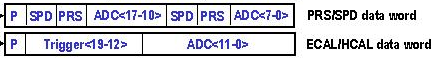 P SPD PRS ADC<17-10> SPD PRS ADC<7-0> PRS/SPD data word
P Trigger<19-12> ADC<11-0> ECAL/HCAL data word